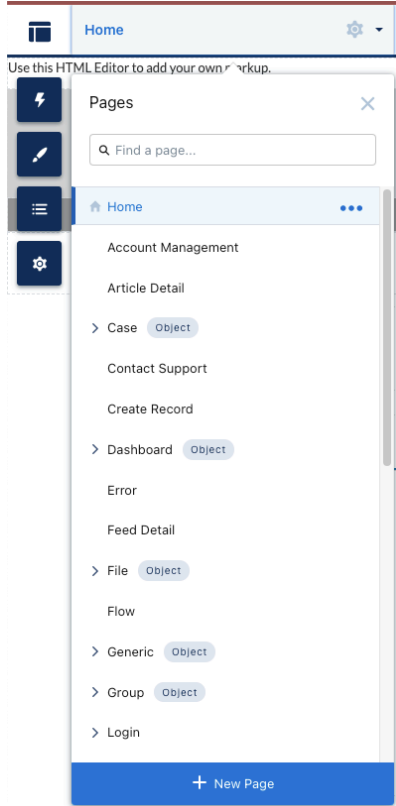 Home
Use this HTML Editor to add your own markup.
Pages
Find a page...
Home
Account Management
Article Detail
Case Object
Contact Support
Create Record
Dashboard Object
Error
Feed Detail
File Object
Flow
Generic Object
Group Object
Login
New Page